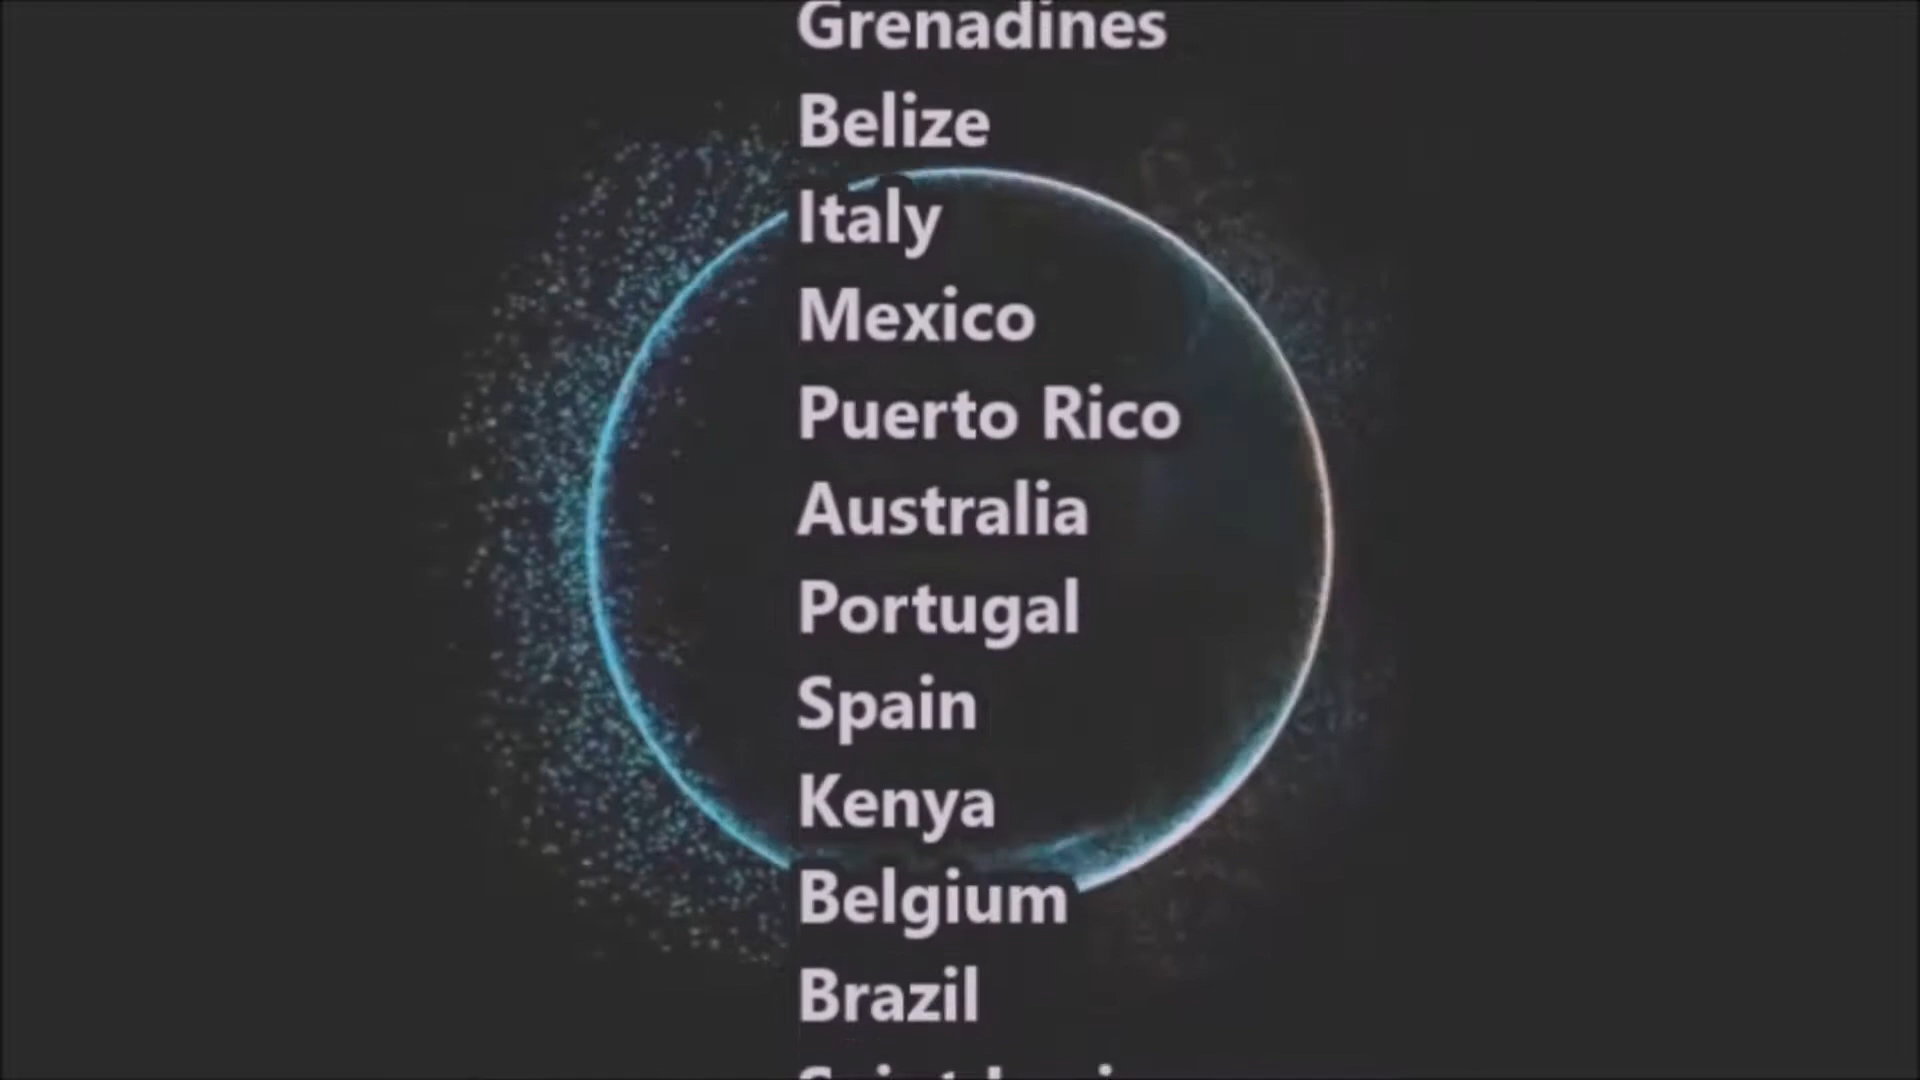 Grenadines
Belize
Italy
Mexico
Puerto Rico
Australia
Portugal
Spain
Kenya
Belgium
Brazil